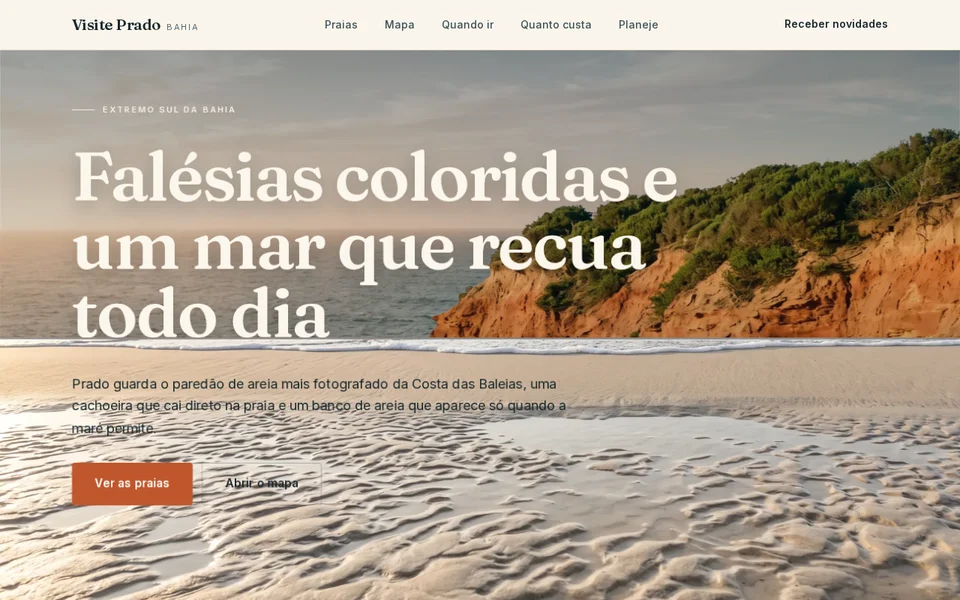 Visite Prado BAHIA
Praias
Mapa
Quando ir
Quanto custa
Planeje
Receber novidades
EXTREMO SUL DA BAHIA
Falésias coloridas e
um mar que recua
todo dia
Prado guarda o paredão de areia mais fotografado da Costa das Baleias, uma
cachoeira que cai direto na praia e um banco de areia que aparece só quando a
maré permite.
Ver as praias
Abrir o mapa